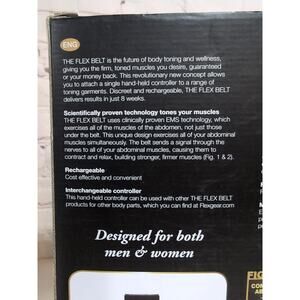 ENG
THE FLEX BELT is the future of body toning and wellness,
giving you the firm, toned muscles you desire, guaranteed
or your money back. This revolutionary new concept allows
you to attach a single hand-held controller to a range of
toning garments. Discreet and rechargeable, THE FLEX BELT
delivers results in just 8 weeks.
Scientifically proven technology tones your muscles
THE FLEX BELT uses clinically proven EMS technology, which
exercises all of the muscles of the abdomen, not just those
under the belt. This unique design exercises all of your abdominal
muscles simultaneously. The belt sends a signal through the
nerves to all of your abdominal muscles, causing them to
contract and relax, building stronger, firmer muscles (Fig. 1 & 2).
Rechargeable
Cost effective and convenient
Interchangeable controller
This hand-held controller can be used with other THE FLEX BELT
products for other body parts, which you can find at Flexgear.com
Designed for both
men & women